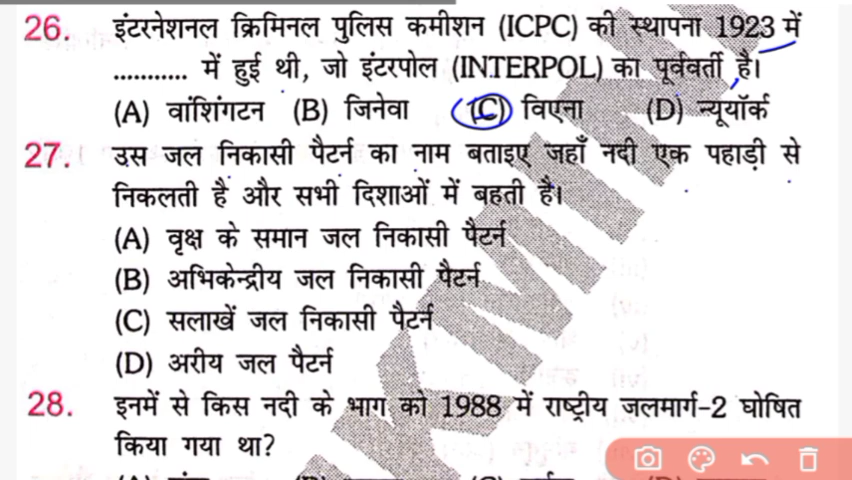 26. इंटरनेशनल क्रिमिनल पुलिस कमीशन (ICPC) की स्थापना 1923 में
........... में हुई थी, जो इंटरपोल (INTERPOL) का पूर्ववर्ती है।
(A) वांशिंगटन (B) जिनेवा (C) विएना (D) न्यूयॉर्क
27. उस जल निकासी पैटर्न का नाम बताइए जहाँ नदी एक पहाड़ी से
निकलती है और सभी दिशाओं में बहती है।
(A) वृक्ष के समान जल निकासी पैटर्न
(B) अभिकेन्द्रीय जल निकासी पैटर्न
(C) सलाखें जल निकासी पैटर्न
(D) अरीय जल पैटर्न
28. इनमें से किस नदी के भाग को 1988 में राष्ट्रीय जलमार्ग-2 घोषित
किया गया था?